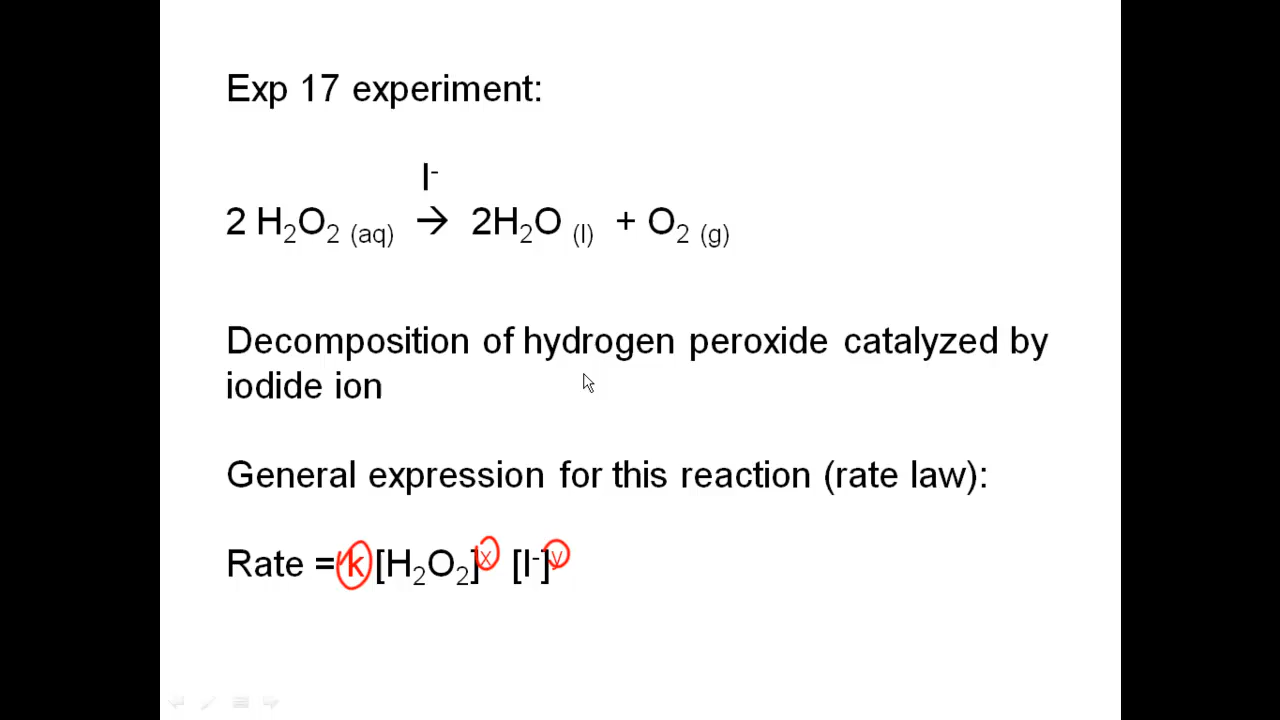 Exp 17 experiment:
I⁻
2 H₂O₂ (aq) → 2H₂O (l) + O₂ (g)
Decomposition of hydrogen peroxide catalyzed by
iodide ion
General expression for this reaction (rate law):
Rate = k [H₂O₂]ˣ [I⁻]ʸ